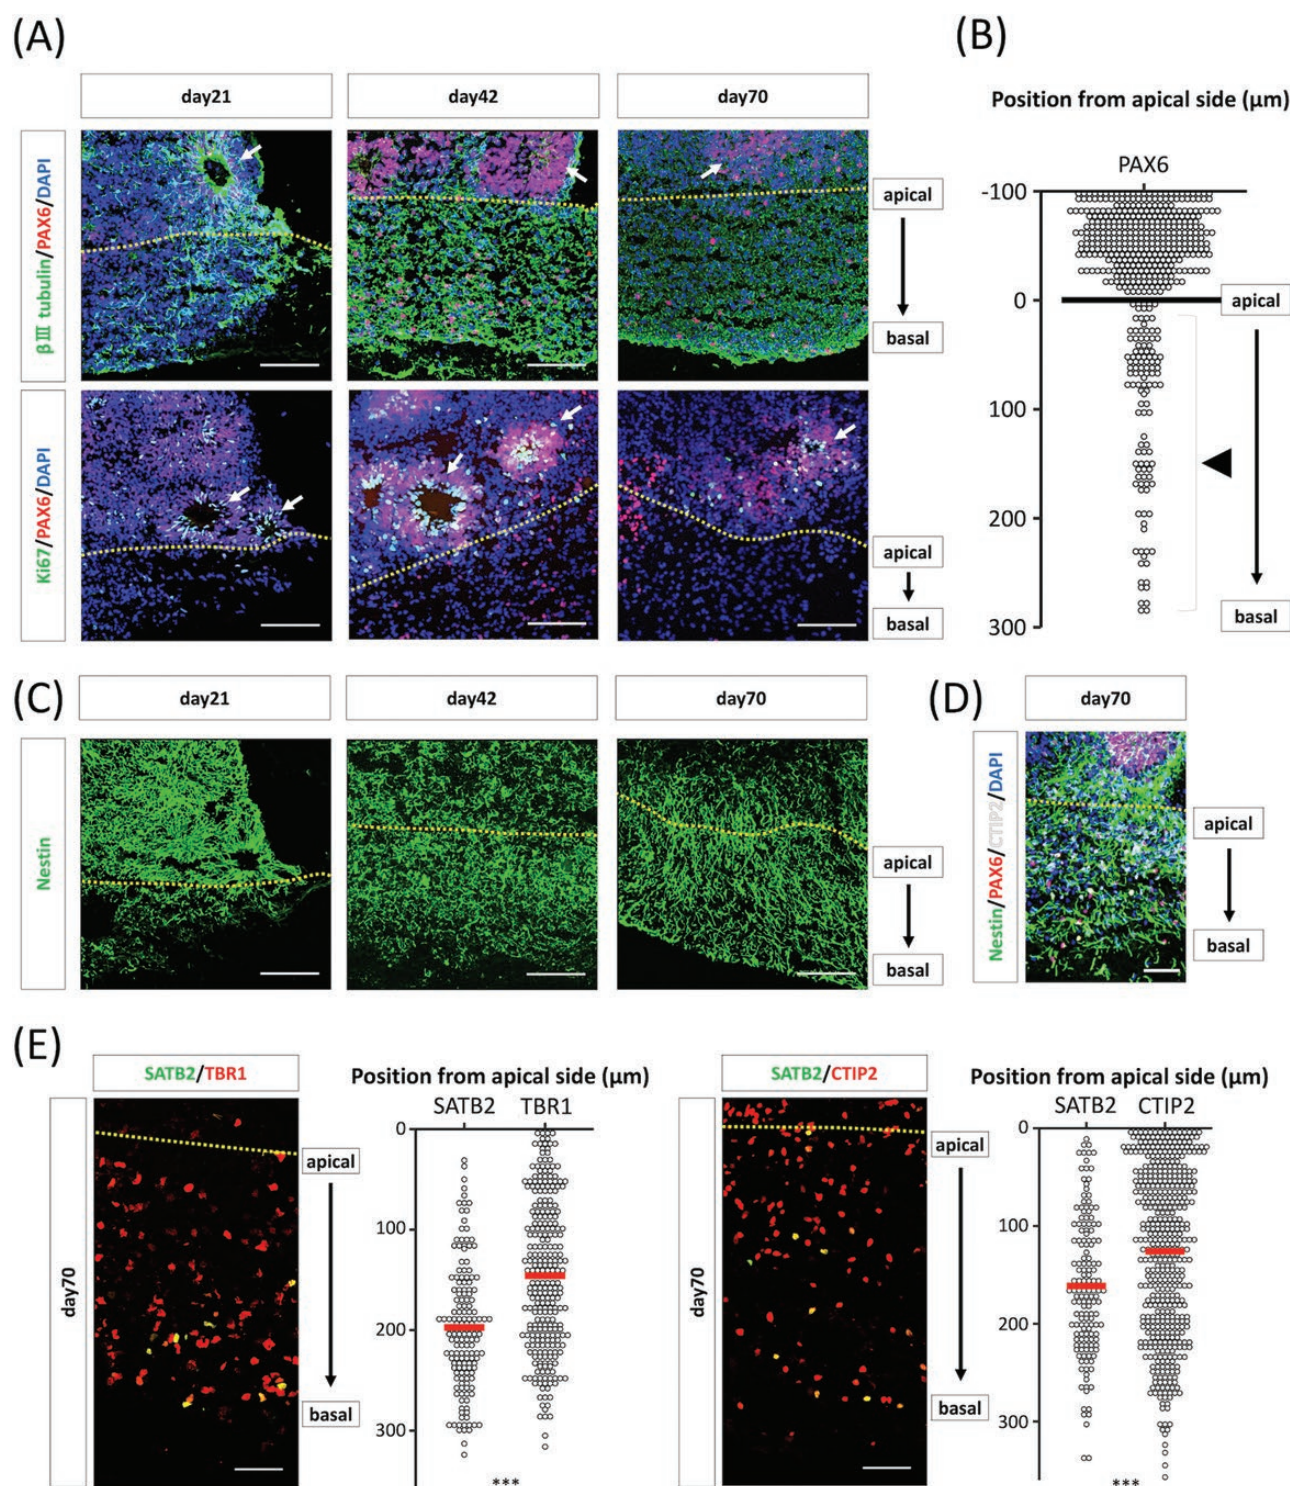 (A)
day21
day42
day70
βⅢ tubulin/PAX6/DAPI
apical
basal
Ki67/PAX6/DAPI
apical
basal
(B)
Position from apical side (μm)
PAX6
-100
0
100
200
300
apical
basal
(C)
day21
day42
day70
Nestin
apical
basal
(D)
day70
Nestin/PAX6/CTIP2/DAPI
apical
basal
(E)
SATB2/TBR1
day70
apical
basal
Position from apical side (μm)
SATB2 TBR1
0
100
200
300
***
SATB2/CTIP2
day70
apical
basal
Position from apical side (μm)
SATB2 CTIP2
0
100
200
300
***